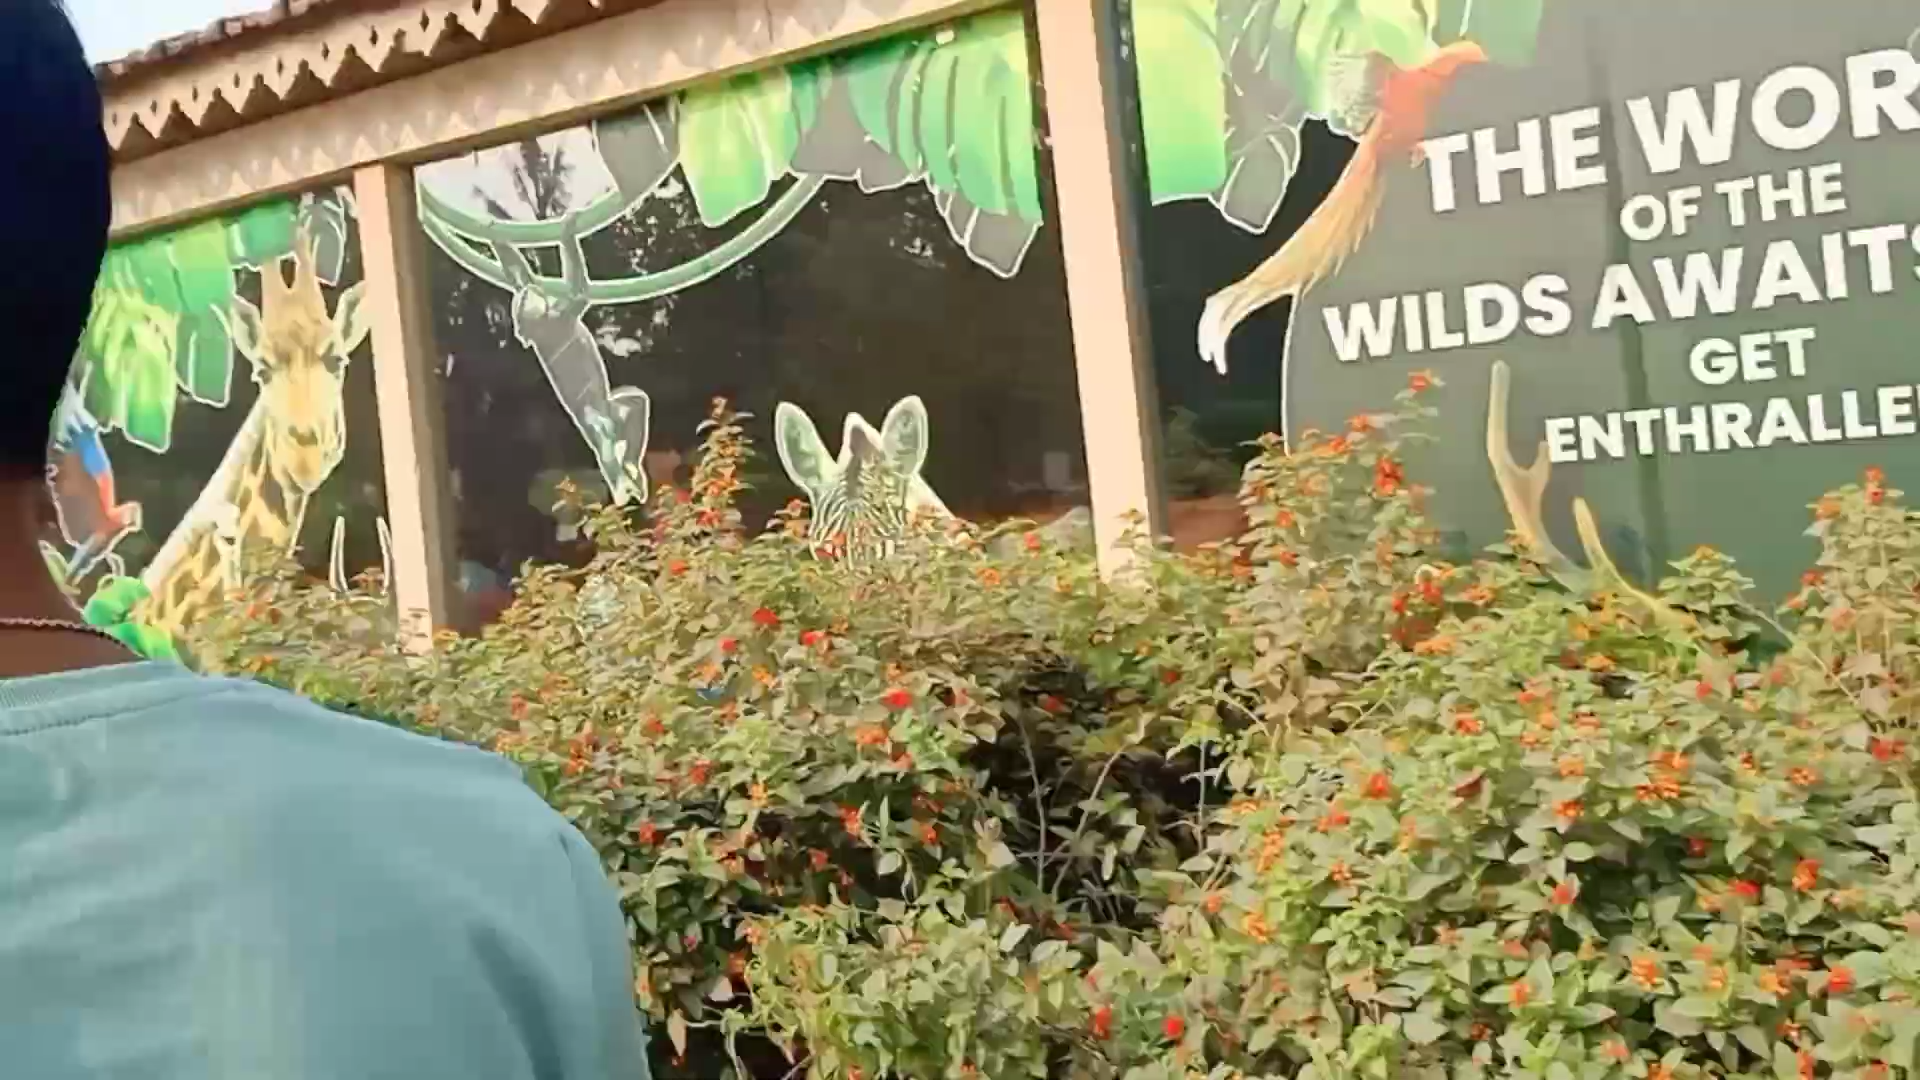 THE WOR
OF THE
WILDS AWAITS
GET
ENTHRALLE